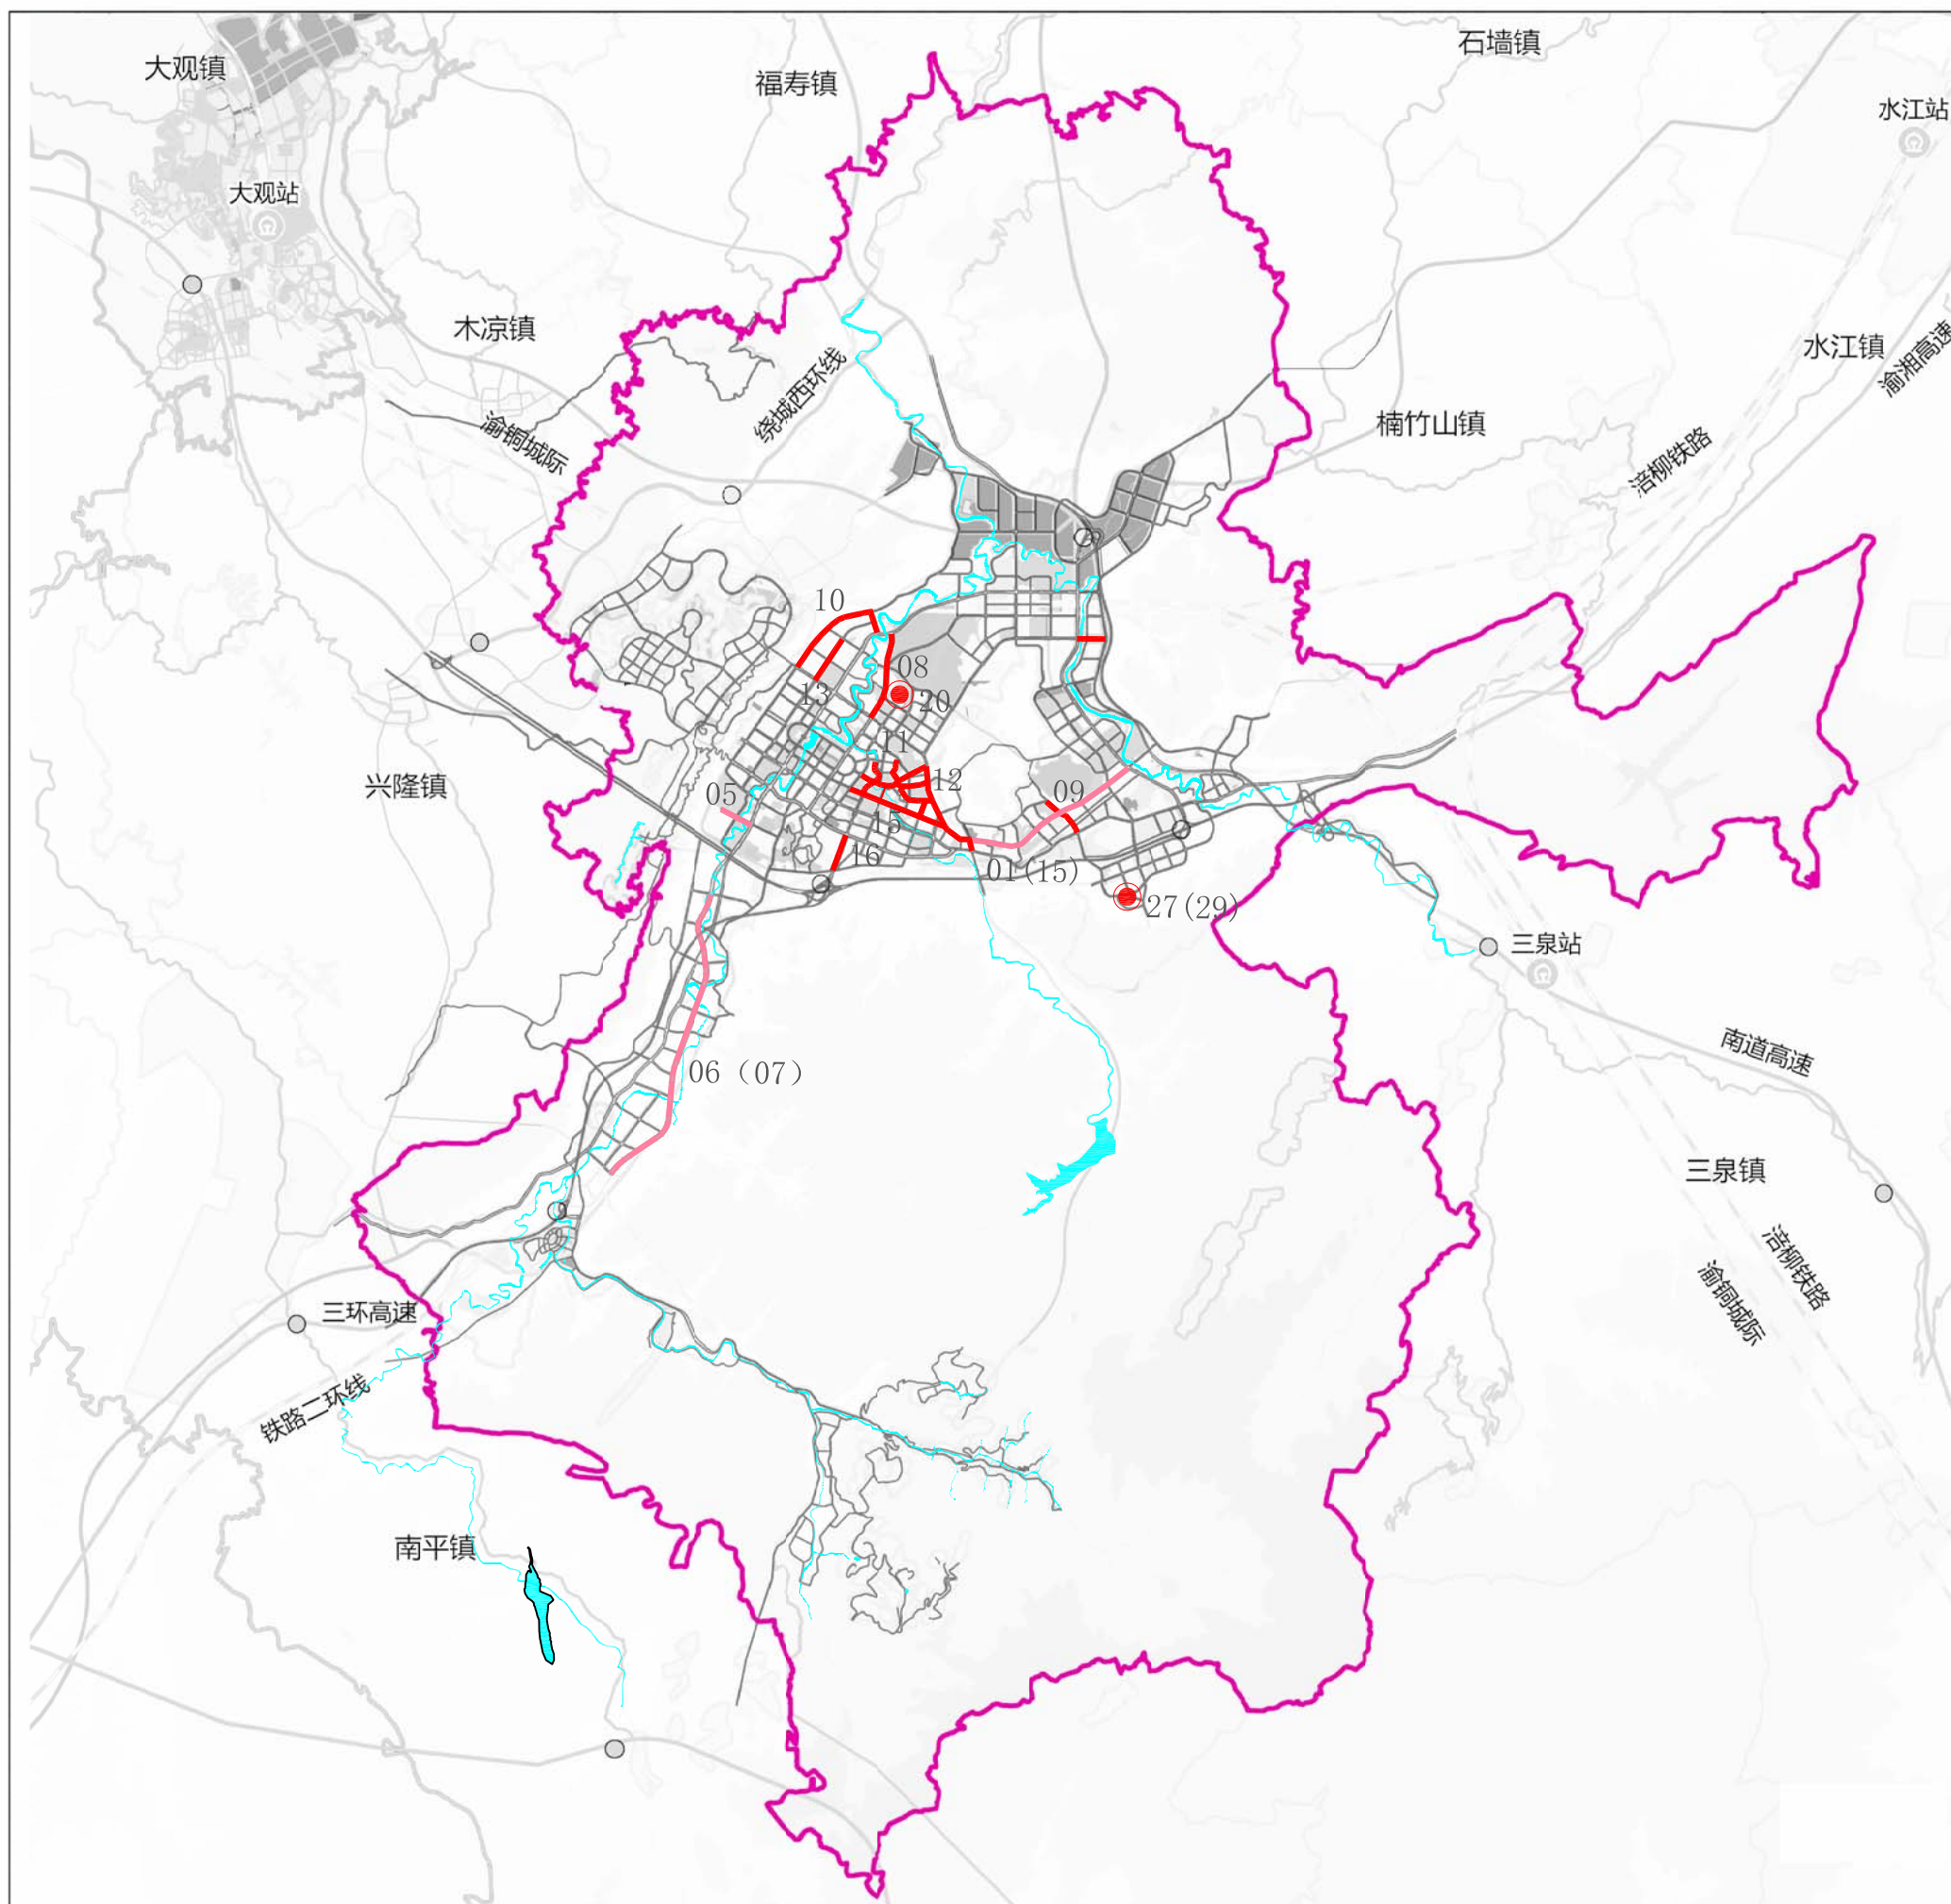 石墙镇
大观镇
福寿镇
水江站
大观站
木凉镇
水江镇
渝湘高速
绕城西环线
楠竹山镇
渝铜城际
涪柳铁路
10
08
13
20
11
12
兴隆镇
05
09
15
16
01(15)
27(29)
三泉站
南道高速
06（07）
三泉镇
涪柳铁路
渝铜城际
三环高速
铁路二环线
南平镇